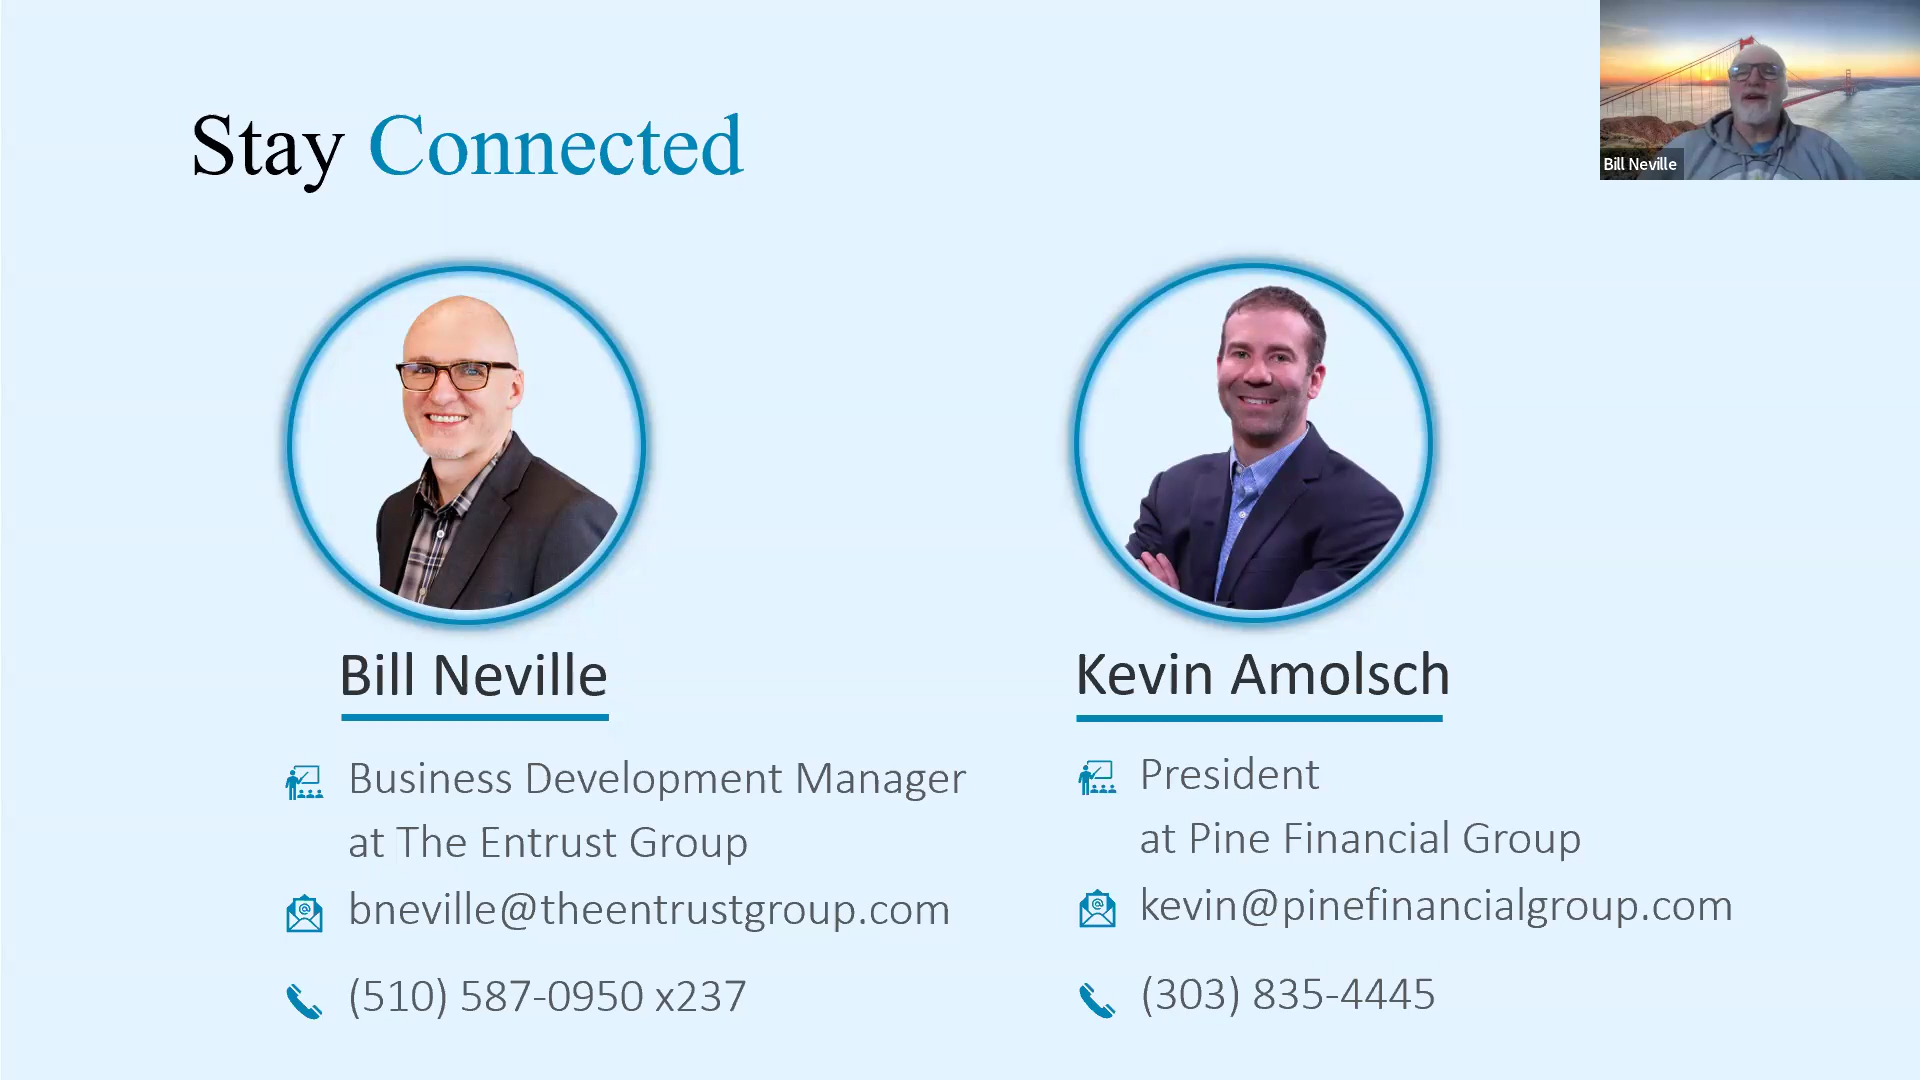 Stay Connected
Bill Neville
Bill Neville
Business Development Manager
at The Entrust Group
bneville@theentrustgroup.com
(510) 587-0950 x237
Kevin Amolsch
President
at Pine Financial Group
kevin@pinefinancialgroup.com
(303) 835-4445